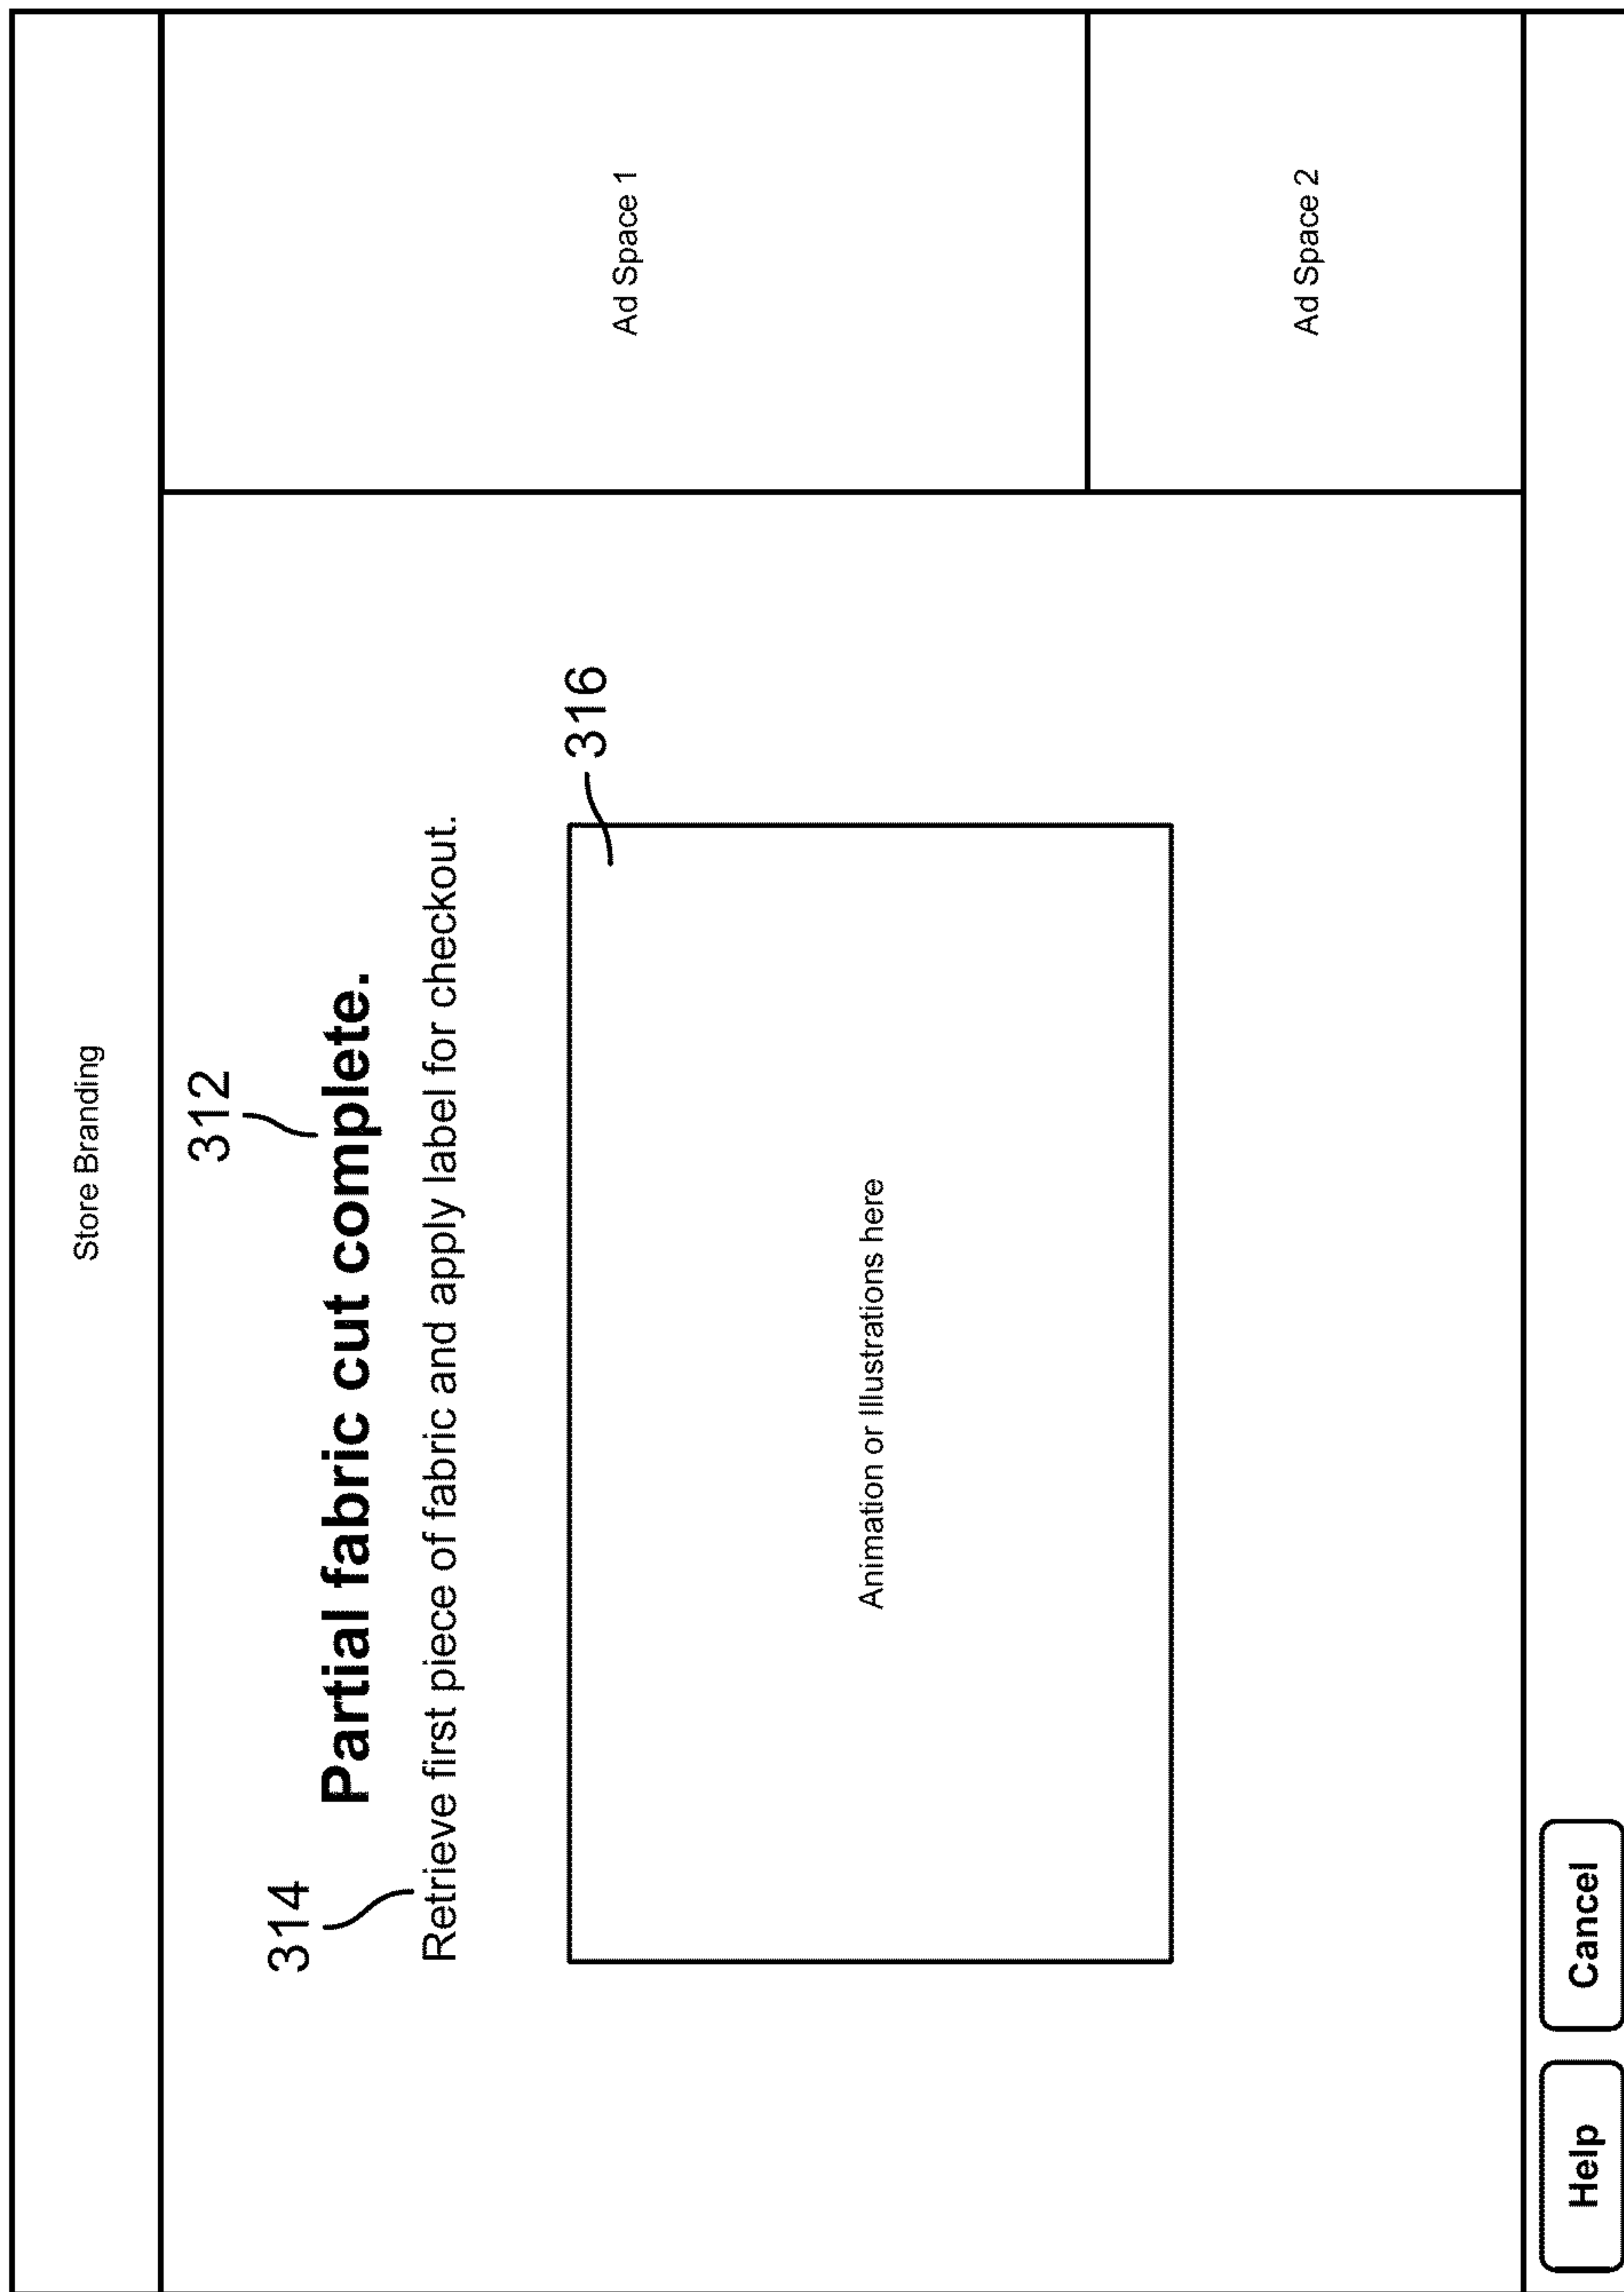 Store Branding
312
Partial fabric cut complete.
314
Retrieve first piece of fabric and apply label for checkout.
316
Animation or Illustrations here
Ad Space 1
Ad Space 2
Help
Cancel